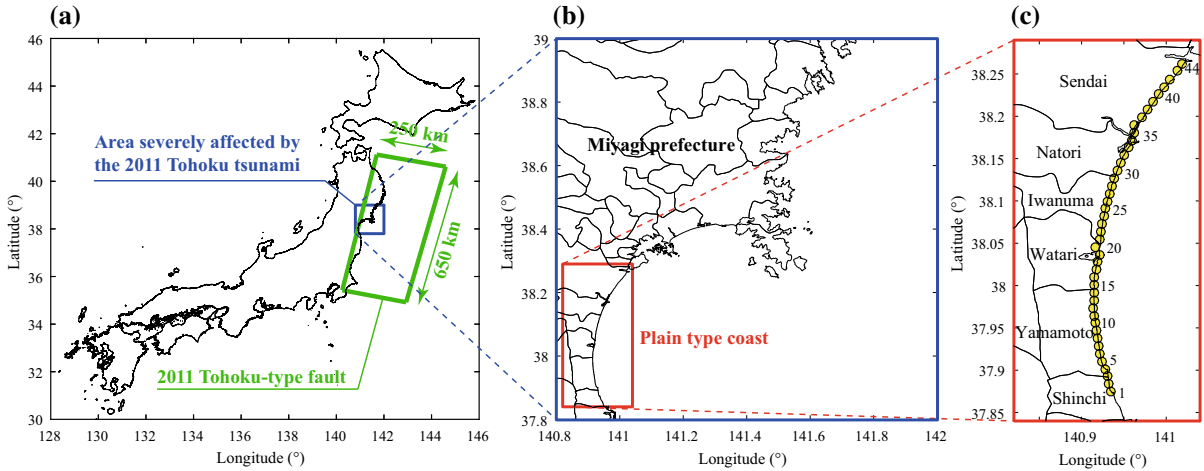 (a)
46
44
42
40
38
36
34
32
30
128 130 132 134 136 138 140 142 144 146
Latitude (°)
Longitude (°)
Area severely affected by
the 2011 Tohoku tsunami
250 km
650 km
2011 Tohoku-type fault
(b)
39
38.8
38.6
38.4
38.2
38
37.8
140.8 141 141.2 141.4 141.6 141.8 142
Latitude (°)
Longitude (°)
Miyagi prefecture
Plain type coast
(c)
38.25
38.2
38.15
38.1
38.05
38
37.95
37.9
37.85
140.9 141
Latitude (°)
Longitude (°)
Sendai
Natori
Iwanuma
Watari
Yamamoto
Shinchi
44
40
35
30
25
20
15
10
5
1